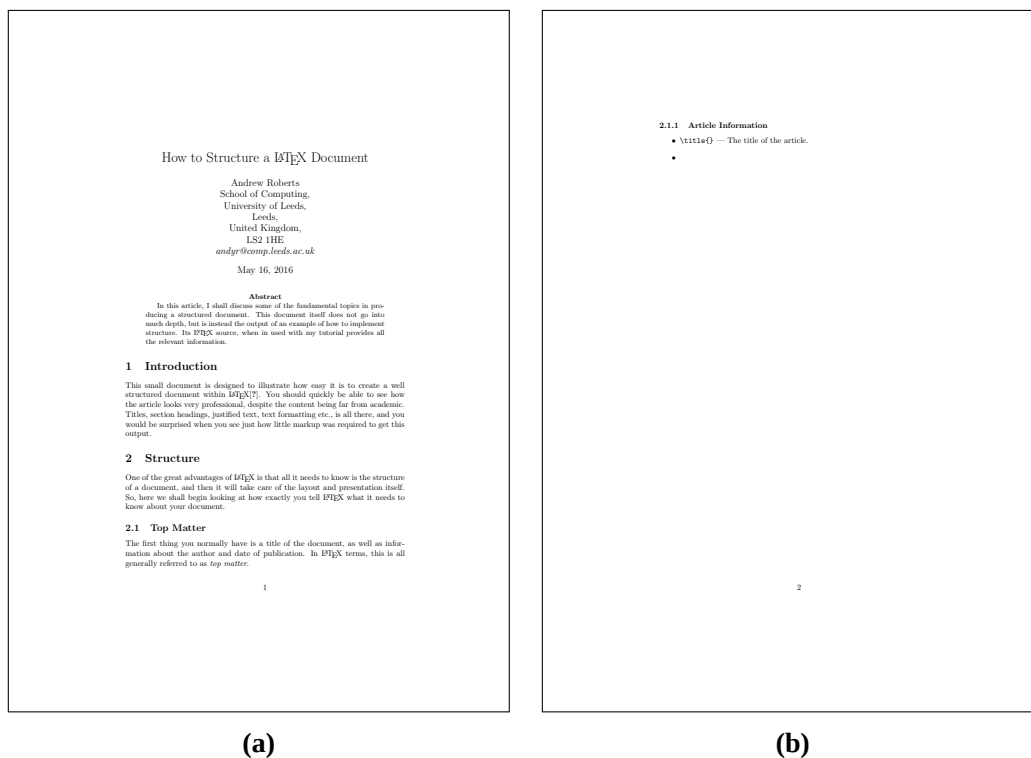 How to Structure a LATEX Document
Andrew Roberts
School of Computing,
University of Leeds,
Leeds,
United Kingdom,
LS2 1HE
andyr@comp.leeds.ac.uk
May 16, 2016
Abstract
In this article, I shall discuss some of the fundamental topics in pro-
ducing a structured document. This document itself does not go into
much depth, but is instead the output of an example of how to implement
structure. Its LATEX source, when in used with my tutorial provides all
the relevant information.
1 Introduction
This small document is designed to illustrate how easy it is to create a well
structured document within LATEX[?]. You should quickly be able to see how
the article looks very professional, despite the content being far from academic.
Titles, section headings, justified text, text formatting etc., is all there, and you
would be surprised when you see just how little markup was required to get this
output.
2 Structure
One of the great advantages of LATEX is that all it needs to know is the structure
of a document, and then it will take care of the layout and presentation itself.
So, here we shall begin looking at how exactly you tell LATEX what it needs to
know about your document.
2.1 Top Matter
The first thing you normally have is a title of the document, as well as infor-
mation about the author and date of publication. In LATEX terms, this is all
generally referred to as top matter.
1
(a)
2.1.1 Article Information
• \title{} — The title of the article.
•
2
(b)